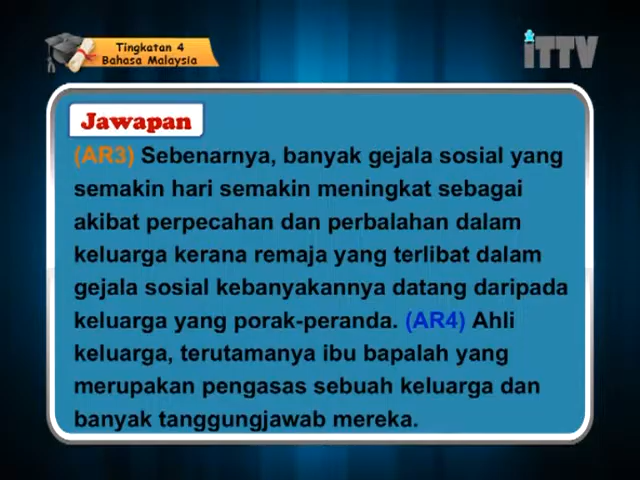 Tingkatan 4
Bahasa Malaysia
iTTV
Jawapan
(AR3) Sebenarnya, banyak gejala sosial yang
semakin hari semakin meningkat sebagai
akibat perpecahan dan perbalahan dalam
keluarga kerana remaja yang terlibat dalam
gejala sosial kebanyakannya datang daripada
keluarga yang porak-peranda. (AR4) Ahli
keluarga, terutamanya ibu bapalah yang
merupakan pengasas sebuah keluarga dan
banyak tanggungjawab mereka.